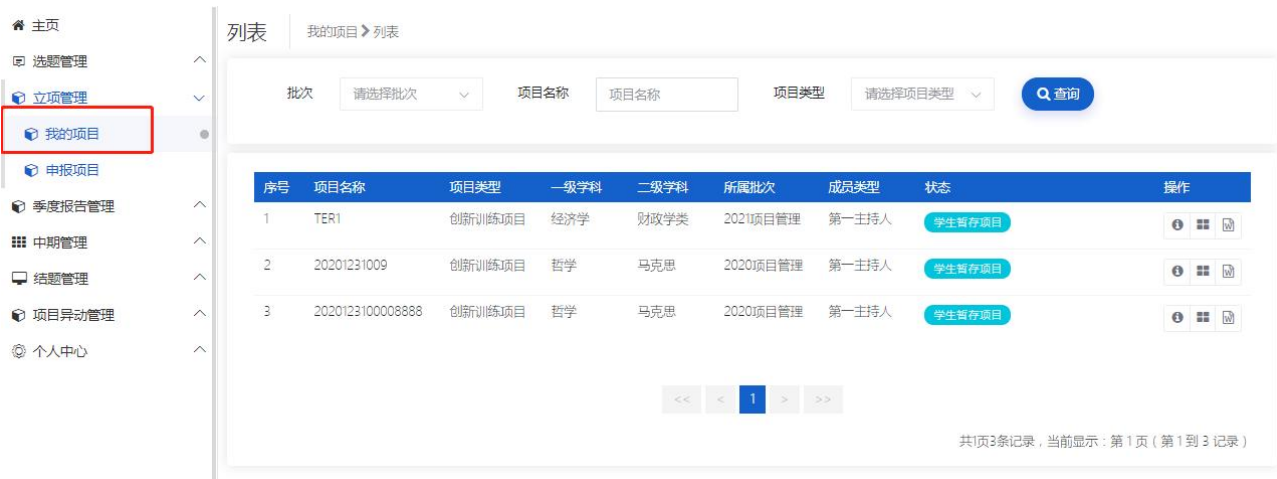 主页
选题管理
立项管理
我的项目
申报项目
季度报告管理
中期管理
结题管理
项目异动管理
个人中心
列表 我的项目 列表
批次 请选择批次 项目名称 项目名称 项目类型 请选择项目类型 查询
序号 项目名称 项目类型 一级学科 二级学科 所属批次 成员类型 状态 操作
1 TER1 创新训练项目 经济学 财政学类 2021项目管理 第一主持人 学生暂存项目
2 20201231009 创新训练项目 哲学 马克思 2020项目管理 第一主持人 学生暂存项目
3 2020123100008888 创新训练项目 哲学 马克思 2020项目管理 第一主持人 学生暂存项目
<< < 1 > >>
共1页3条记录,当前显示:第1页(第1到3记录)